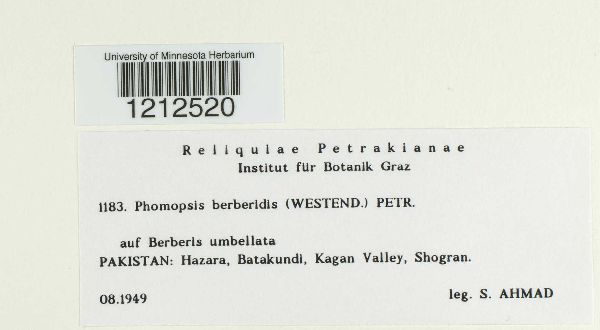 University of Minnesota Herbarium
1212520
Reliquiae Petrakianae
Institut für Botanik Graz
1183. Phomopsis berberidis (WESTEND.) PETR.
auf Berberis umbellata
PAKISTAN: Hazara, Batakundi, Kagan Valley, Shogran.
08.1949 leg. S. AHMAD